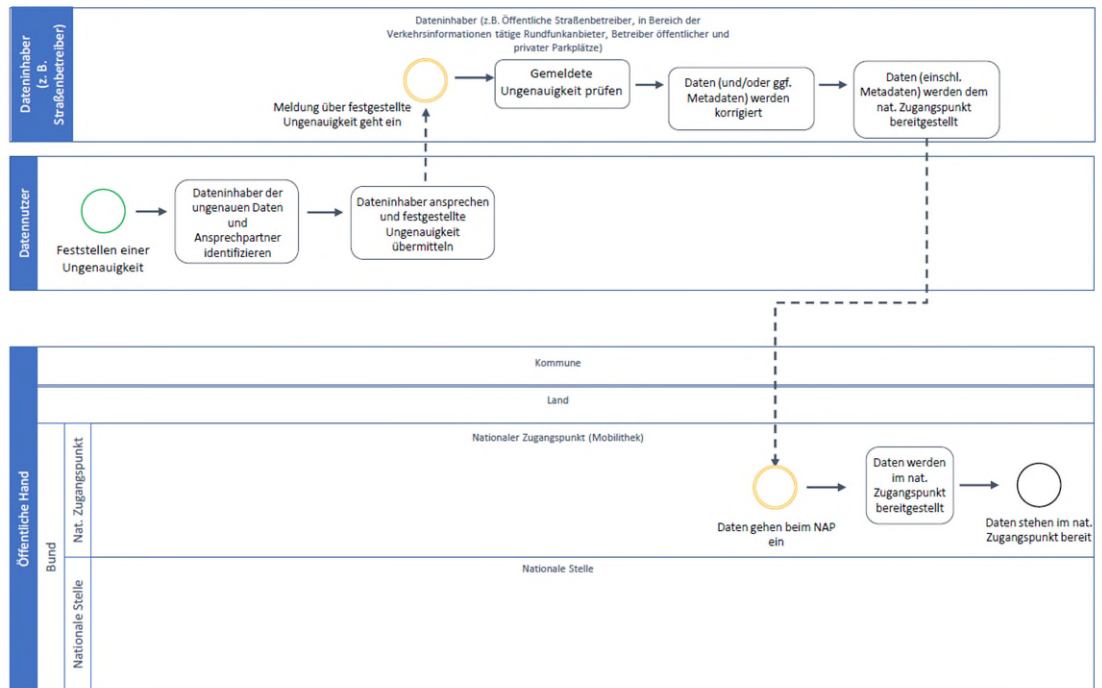 Dateninhaber
(z. B.
Straßenbetreiber)
Dateninhaber (z.B. Öffentliche Straßenbetreiber, in Bereich der
Verkehrsinformationen tätige Rundfunkanbieter, Betreiber öffentlicher und
privater Parkplätze)
Meldung über festgestellte
Ungenauigkeit geht ein
Gemeldete
Ungenauigkeit prüfen
Daten (und/oder ggf.
Metadaten) werden
korrigiert
Daten (einschl.
Metadaten) werden dem
nat. Zugangspunkt
bereitgestellt
Datennutzer
Feststellen einer
Ungenauigkeit
Dateninhaber der
ungenauen Daten
und
Ansprechpartner
identifizieren
Dateninhaber ansprechen
und festgestellte
Ungenauigkeit
übermitteln
Öffentliche Hand
Kommune
Land
Bund
Nat. Zugangspunkt
Nationaler Zugangspunkt (Mobilithek)
Daten gehen beim NAP
ein
Daten werden
im nat.
Zugangspunkt
bereitgestellt
Daten stehen im nat.
Zugangspunkt bereit
Nationale Stelle
Nationale Stelle